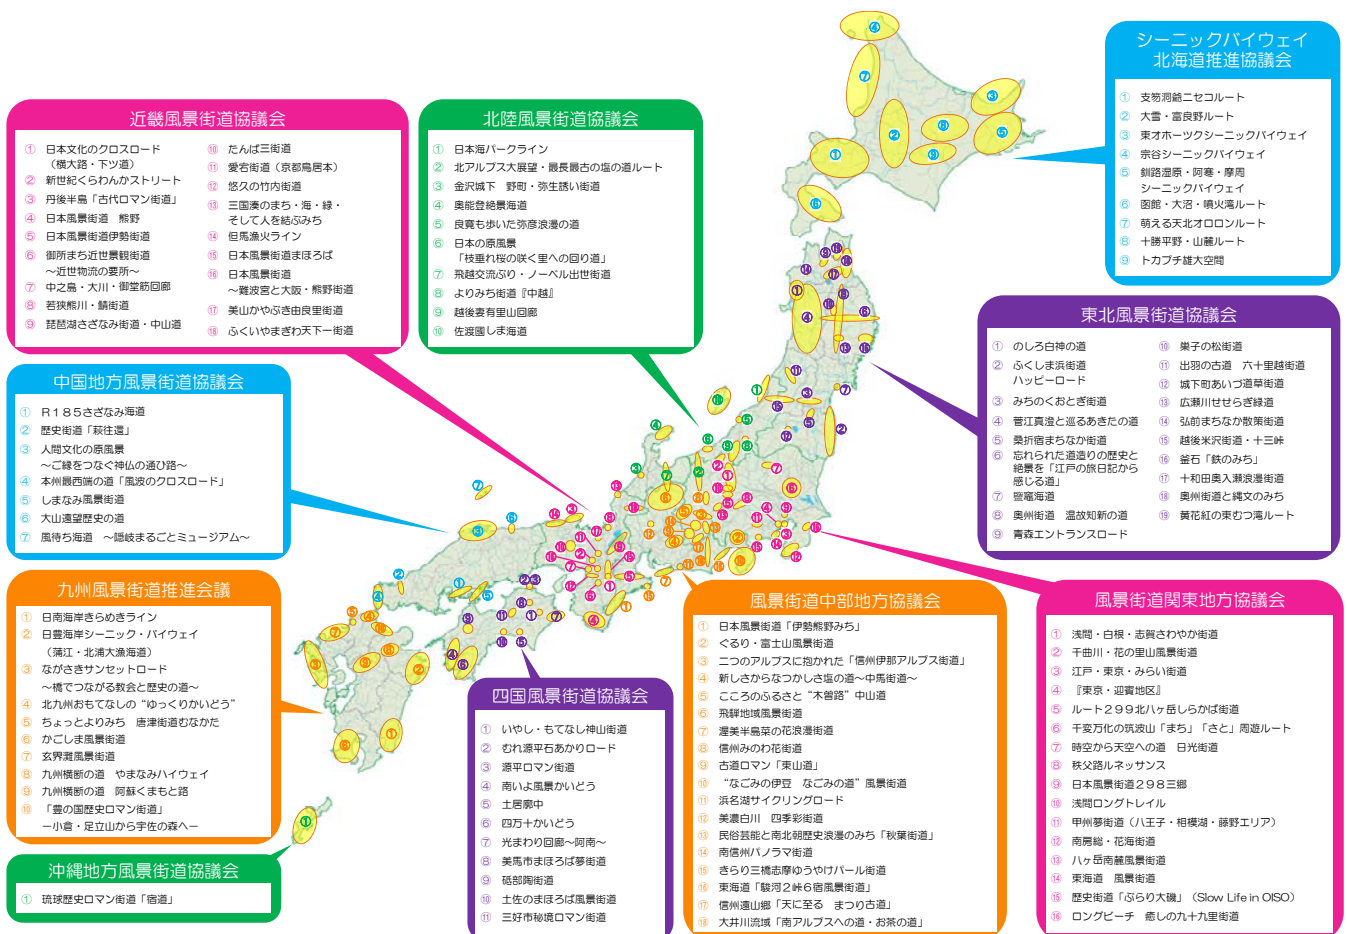 シーニックバイウェイ
北海道推進協議会
① 支笏洞爺ニセコルート
② 大雪・富良野ルート
③ 東オホーツクシーニックバイウェイ
④ 宗谷シーニックバイウェイ
⑤ 釧路湿原・阿寒・摩周
シーニックバイウェイ
⑥ 函館・大沼・噴火湾ルート
⑦ 萌える天北オロロンルート
⑧ 十勝平野・山麓ルート
⑨ トカプチ雄大空間
近畿風景街道協議会
① 日本文化のクロスロード
（横大路・下ツ道）
② 新世紀くらわんかストリート
③ 丹後半島「古代ロマン街道」
④ 日本風景街道 熊野
⑤ 日本風景街道伊勢街道
⑥ 御所まち近世景観街道
～近世物流の要所～
⑦ 中之島・大川・御堂筋回廊
⑧ 若狭熊川・鯖街道
⑨ 琵琶湖さざなみ街道・中山道
⑩ たんば三街道
⑪ 愛宕街道（京都鳥居本）
⑫ 悠久の竹内街道
⑬ 三国湊のまち・海・緑・
そして人を結ぶみち
⑭ 但馬漁火ライン
⑮ 日本風景街道まほろば
⑯ 日本風景街道
～難波宮と大阪・熊野街道
⑰ 美山かやぶき由良里街道
⑱ ふくいやまぎわ天下一街道
北陸風景街道協議会
① 日本海パークライン
② 北アルプス大展望・最長最古の塩の道ルート
③ 金沢城下 野町・弥生誘い街道
④ 奥能登絶景海道
⑤ 良寛も歩いた弥彦浪漫の道
⑥ 日本の原風景
「枝垂れ桜の咲く里への回り道」
⑦ 飛越交流ぶり・ノーベル出世街道
⑧ よりみち街道『中越』
⑨ 越後妻有里山回廊
⑩ 佐渡國しま海道
東北風景街道協議会
① のしろ白神の道
② ふくしま浜街道
ハッピーロード
③ みちのくおとぎ街道
④ 菅江真澄と巡るあきたの道
⑤ 桑折宿まちなか街道
⑥ 忘れられた道造りの歴史と
絶景を「江戸の旅日記から
感じる道」
⑦ 塩竈海道
⑧ 奥州街道 温故知新の道
⑨ 青森エントランスロード
⑩ 巣子の松街道
⑪ 出羽の古道 六十里越街道
⑫ 城下町あいづ道草街道
⑬ 広瀬川せせらぎ緑道
⑭ 弘前まちなか散策街道
⑮ 越後米沢街道・十三峠
⑯ 釜石「鉄のみち」
⑰ 十和田奥入瀬浪漫街道
⑱ 奥州街道と縄文のみち
⑲ 黄花紅の東むつ湾ルート
中国地方風景街道協議会
① Ｒ１８５さざなみ海道
② 歴史街道「萩往還」
③ 人間文化の原風景
～ご縁をつなぐ神仏の通ひ路～
④ 本州最西端の道「風波のクロスロード」
⑤ しまなみ風景街道
⑥ 大山遠望歴史の道
⑦ 風待ち海道 ～隠岐まるごとミュージアム～
九州風景街道推進会議
① 日南海岸きらめきライン
② 日豊海岸シーニック・バイウェイ
（蒲江・北浦大漁海道）
③ ながさきサンセットロード
～橋でつながる教会と歴史の道～
④ 北九州おもてなしの“ゆっくりかいどう”
⑤ ちょっとよりみち 唐津街道むなかた
⑥ かごしま風景街道
⑦ 玄界灘風景街道
⑧ 九州横断の道 やまなみハイウェイ
⑨ 九州横断の道 阿蘇くまもと路
⑩ 「豊の国歴史ロマン街道」
ー小倉・足立山から宇佐の森へー
沖縄地方風景街道協議会
① 琉球歴史ロマン街道「宿道」
四国風景街道協議会
① いやし・もてなし神山街道
② むれ源平石あかりロード
③ 源平ロマン街道
④ 南いよ風景かいどう
⑤ 土居廓中
⑥ 四万十かいどう
⑦ 光まわり回廊～阿南～
⑧ 美馬市まほろば夢街道
⑨ 砥部陶街道
⑩ 土佐のまほろば風景街道
⑪ 三好市秘境ロマン街道
風景街道中部地方協議会
① 日本風景街道「伊勢熊野みち」
② ぐるり・富士山風景街道
③ 二つのアルプスに抱かれた「信州伊那アルプス街道」
④ 新しさからなつかしさ塩の道～中馬街道～
⑤ こころのふるさと“木曽路”中山道
⑥ 飛騨地域風景街道
⑦ 渥美半島菜の花浪漫街道
⑧ 信州みのわ花街道
⑨ 古道ロマン「東山道」
⑩ “なごみの伊豆 なごみの道”風景街道
⑪ 浜名湖サイクリングロード
⑫ 美濃白川 四季彩街道
⑬ 民俗芸能と南北朝歴史浪漫のみち「秋葉街道」
⑭ 南信州パノラマ街道
⑮ きらり三橋志摩ゆうやけパール街道
⑯ 東海道「駿河２峠６宿風景街道」
⑰ 信州遠山郷「天に至る まつり古道」
⑱ 大井川流域「南アルプスへの道・お茶の道」
風景街道関東地方協議会
① 浅間・白根・志賀さわやか街道
② 千曲川・花の里山風景街道
③ 江戸・東京・みらい街道
④ 『東京・迎賓地区』
⑤ ルート２９９北八ヶ岳しらかば街道
⑥ 千変万化の筑波山「まち」「さと」周遊ルート
⑦ 時空から天空への道 日光街道
⑧ 秩父路ルネッサンス
⑨ 日本風景街道２９８三郷
⑩ 浅間ロングトレイル
⑪ 甲州夢街道（八王子・相模湖・藤野エリア）
⑫ 南房総・花海街道
⑬ 八ヶ岳南麓風景街道
⑭ 東海道 風景街道
⑮ 歴史街道「ぶらり大磯」（Slow Life in OISO）
⑯ ロングビーチ 癒しの九十九里街道